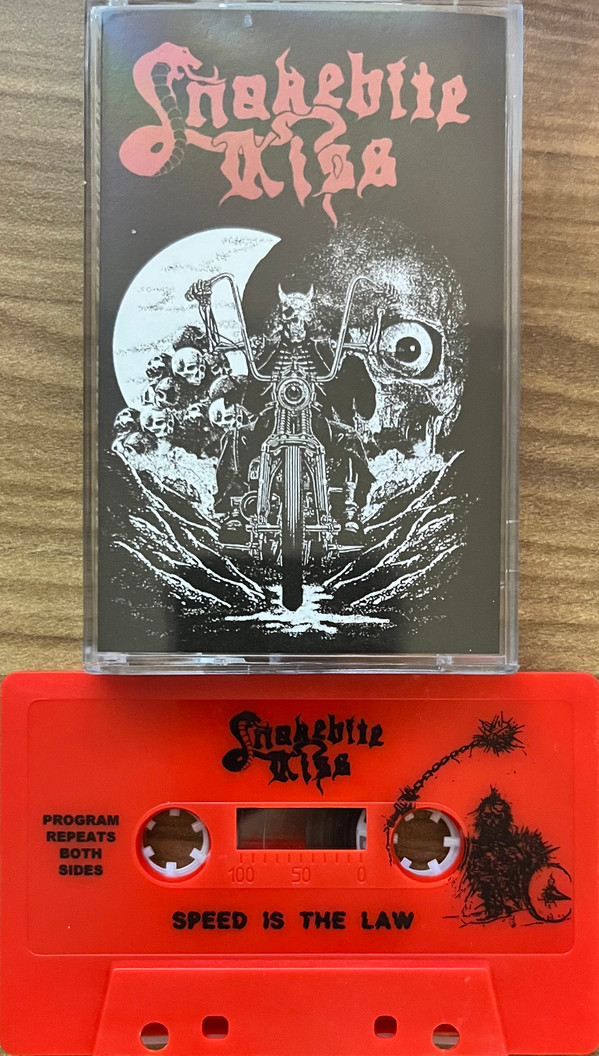 Snakebite
Kiss
Snakebite
Kiss
PROGRAM
REPEATS
BOTH
SIDES
100 50 0
SPEED IS THE LAW